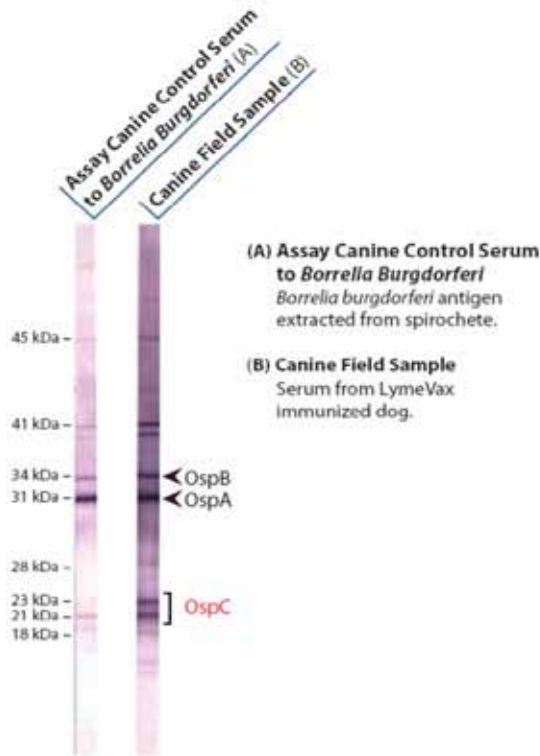 Assay Canine Control Serum
to Borrelia Burgdorferi (A)
Canine Field Sample (B)
(A) Assay Canine Control Serum
to Borrelia Burgdorferi
Borrelia burgdorferi antigen
extracted from spirochete.
(B) Canine Field Sample
Serum from LymeVax
immunized dog.
45 kDa –
41 kDa –
34 kDa –
OspB
31 kDa –
OspA
28 kDa –
23 kDa –
OspC
21 kDa –
18 kDa –